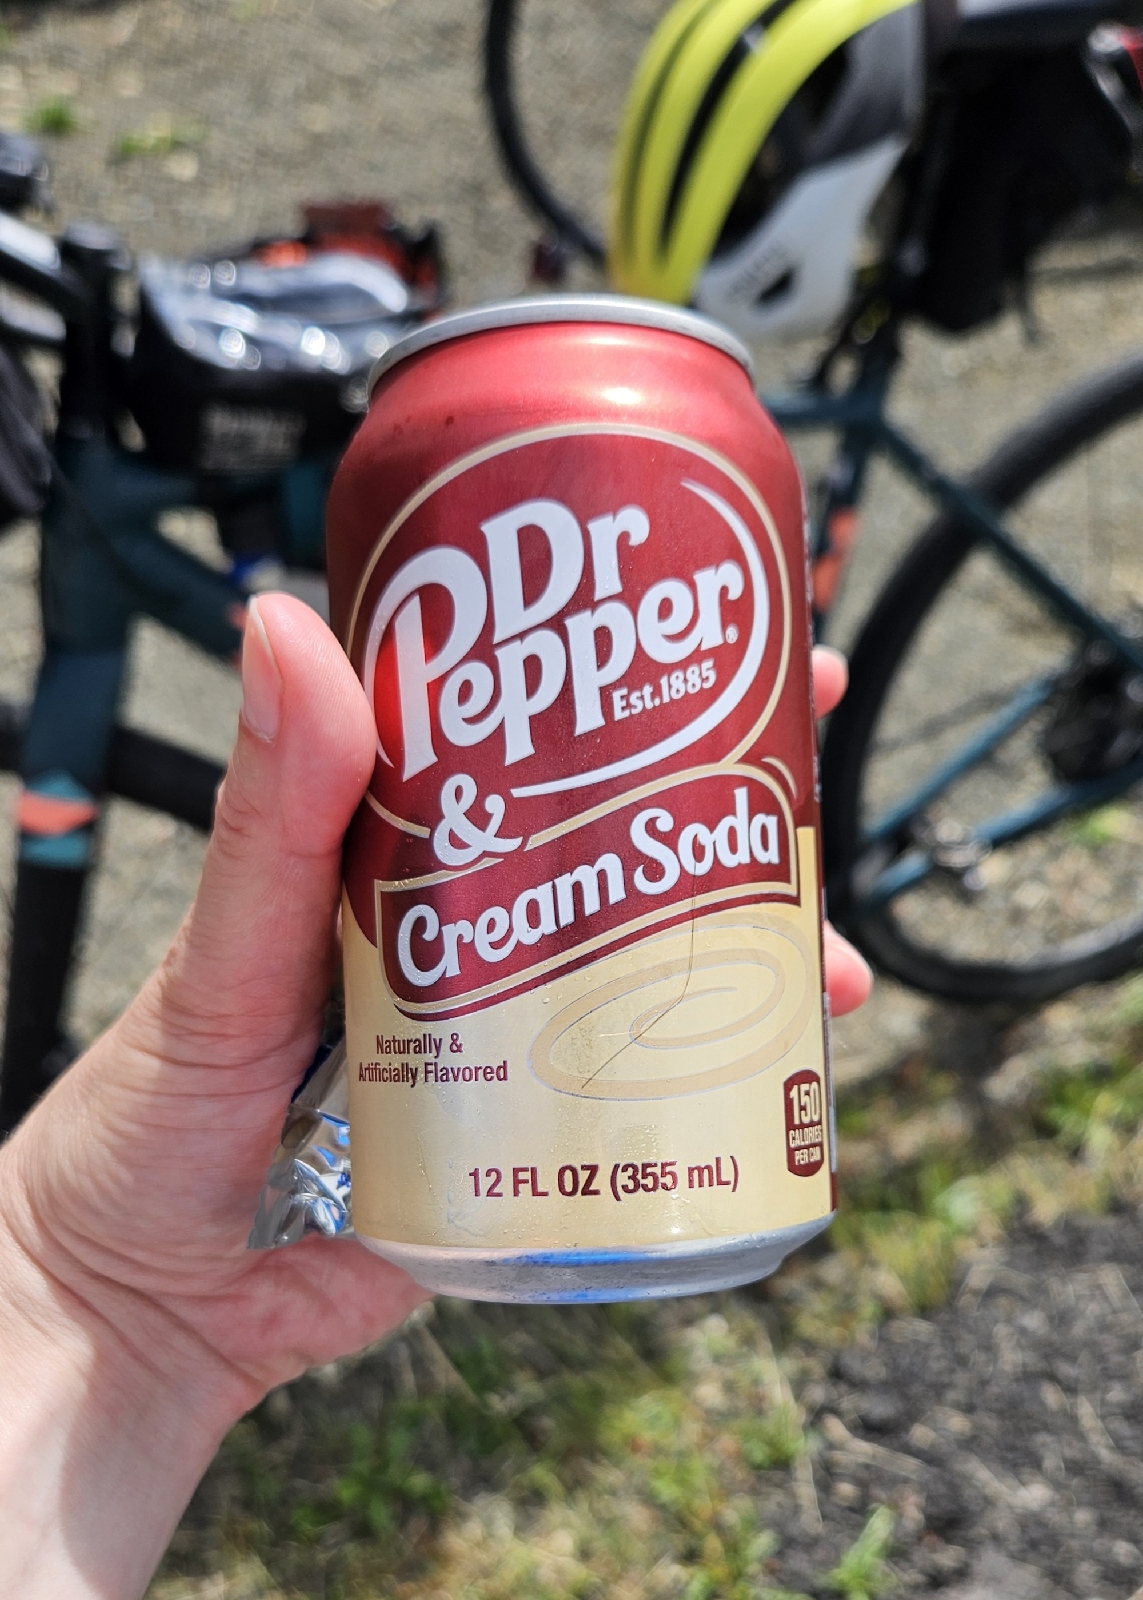 Dr
Pepper®
Est.1885
&
Cream Soda
Naturally &
Artificially Flavored
150
CALORIES
PER CAN
12 FL OZ (355 mL)